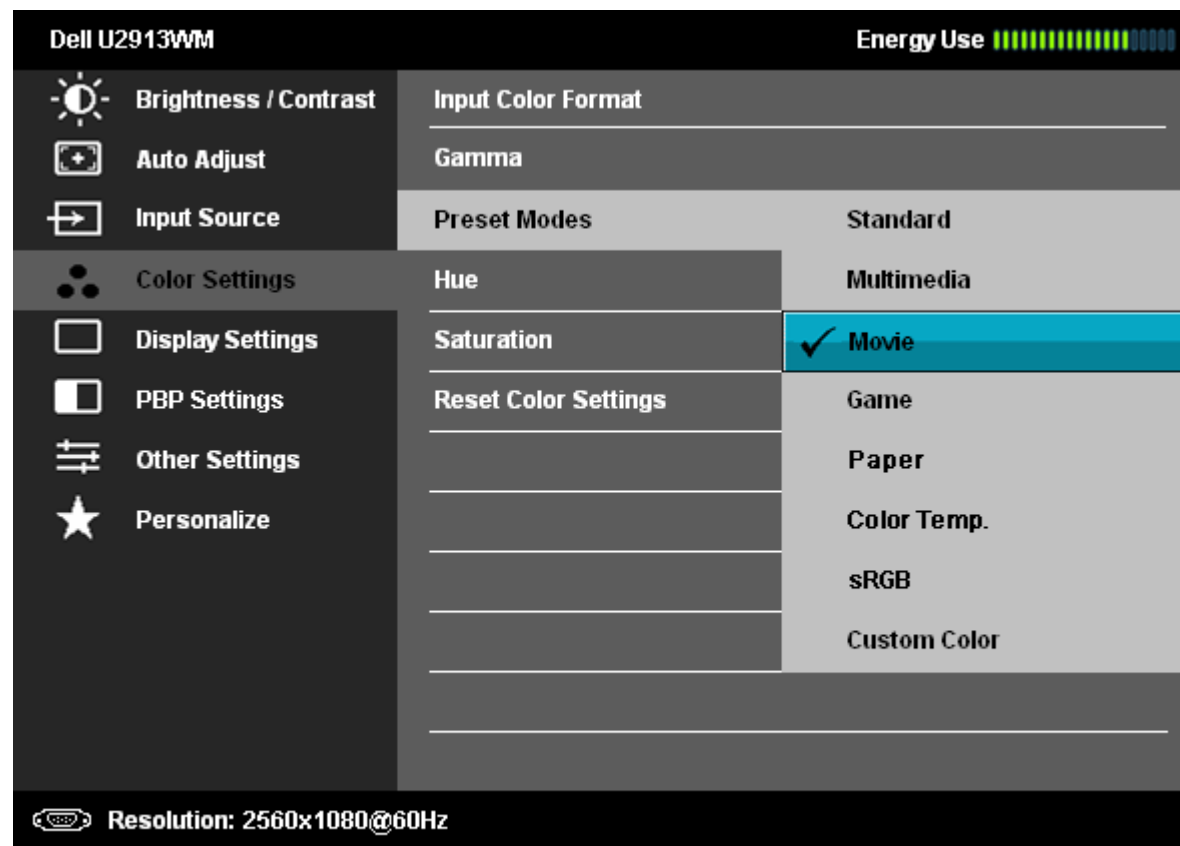 Dell U2913WM
Energy Use
Brightness / Contrast
Auto Adjust
Input Source
Color Settings
Display Settings
PBP Settings
Other Settings
Personalize
Input Color Format
Gamma
Preset Modes
Hue
Saturation
Reset Color Settings
Standard
Multimedia
Movie
Game
Paper
Color Temp.
sRGB
Custom Color
Resolution: 2560x1080@60Hz